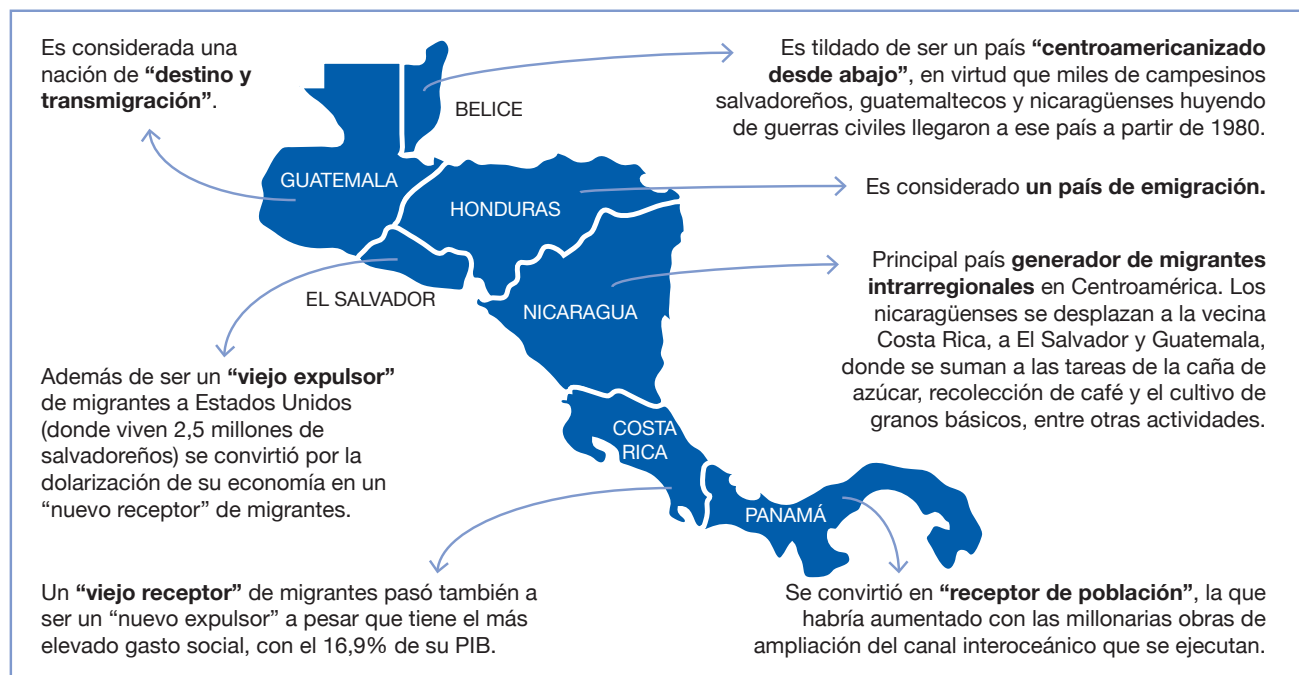 Es considerada una
nación de “destino y
transmigración”.
Es tildado de ser un país “centroamericanizado
desde abajo”, en virtud que miles de campesinos
salvadoreños, guatemaltecos y nicaragüenses huyendo
de guerras civiles llegaron a ese país a partir de 1980.
BELICE
GUATEMALA
Es considerado un país de emigración.
HONDURAS
EL SALVADOR
NICARAGUA
Principal país generador de migrantes
intrarregionales en Centroamérica. Los
nicaragüenses se desplazan a la vecina
Costa Rica, a El Salvador y Guatemala,
donde se suman a las tareas de la caña de
azúcar, recolección de café y el cultivo de
granos básicos, entre otras actividades.
Además de ser un “viejo expulsor”
de migrantes a Estados Unidos
(donde viven 2,5 millones de
salvadoreños) se convirtió por la
dolarización de su economía en un
“nuevo receptor” de migrantes.
COSTA
RICA
PANAMÁ
Un “viejo receptor” de migrantes pasó también a
ser un “nuevo expulsor” a pesar que tiene el más
elevado gasto social, con el 16,9% de su PIB.
Se convirtió en “receptor de población”, la que
habría aumentado con las millonarias obras de
ampliación del canal interoceánico que se ejecutan.